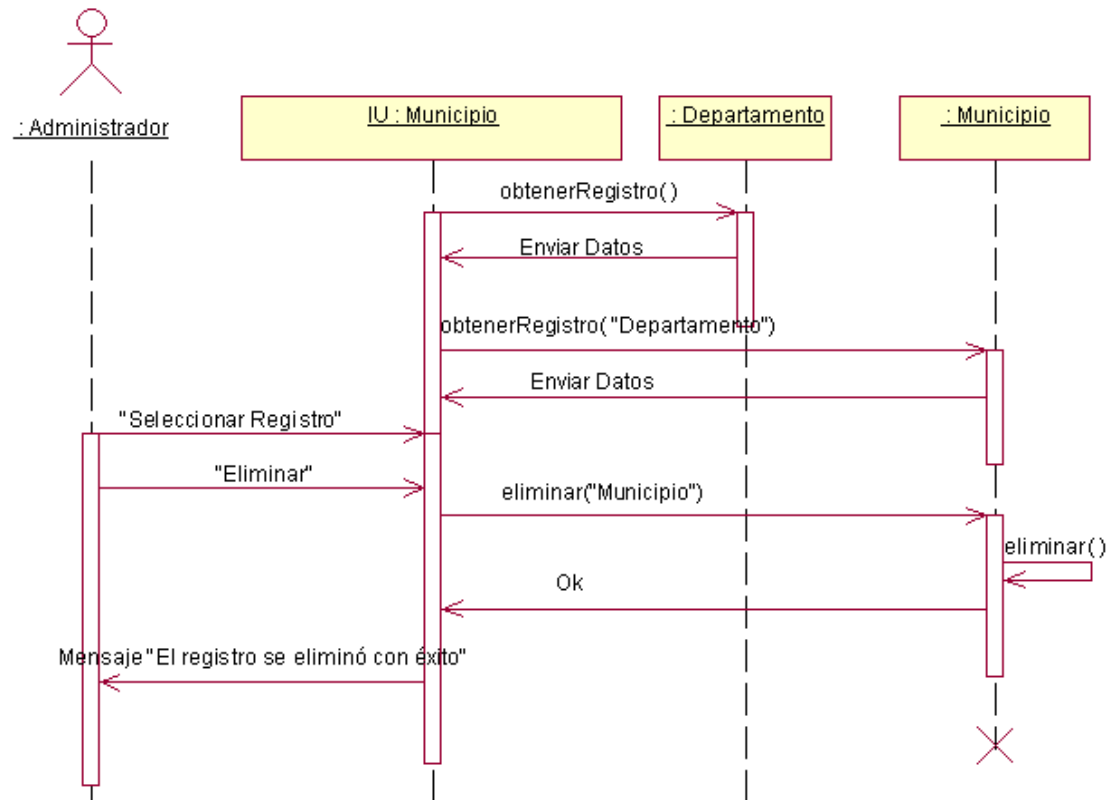 : Administrador
IU : Municipio
: Departamento
: Municipio
obtenerRegistro()
Enviar Datos
obtenerRegistro("Departamento")
Enviar Datos
"Seleccionar Registro"
"Eliminar"
eliminar("Municipio")
eliminar()
Ok
Mensaje "El registro se eliminó con éxito"